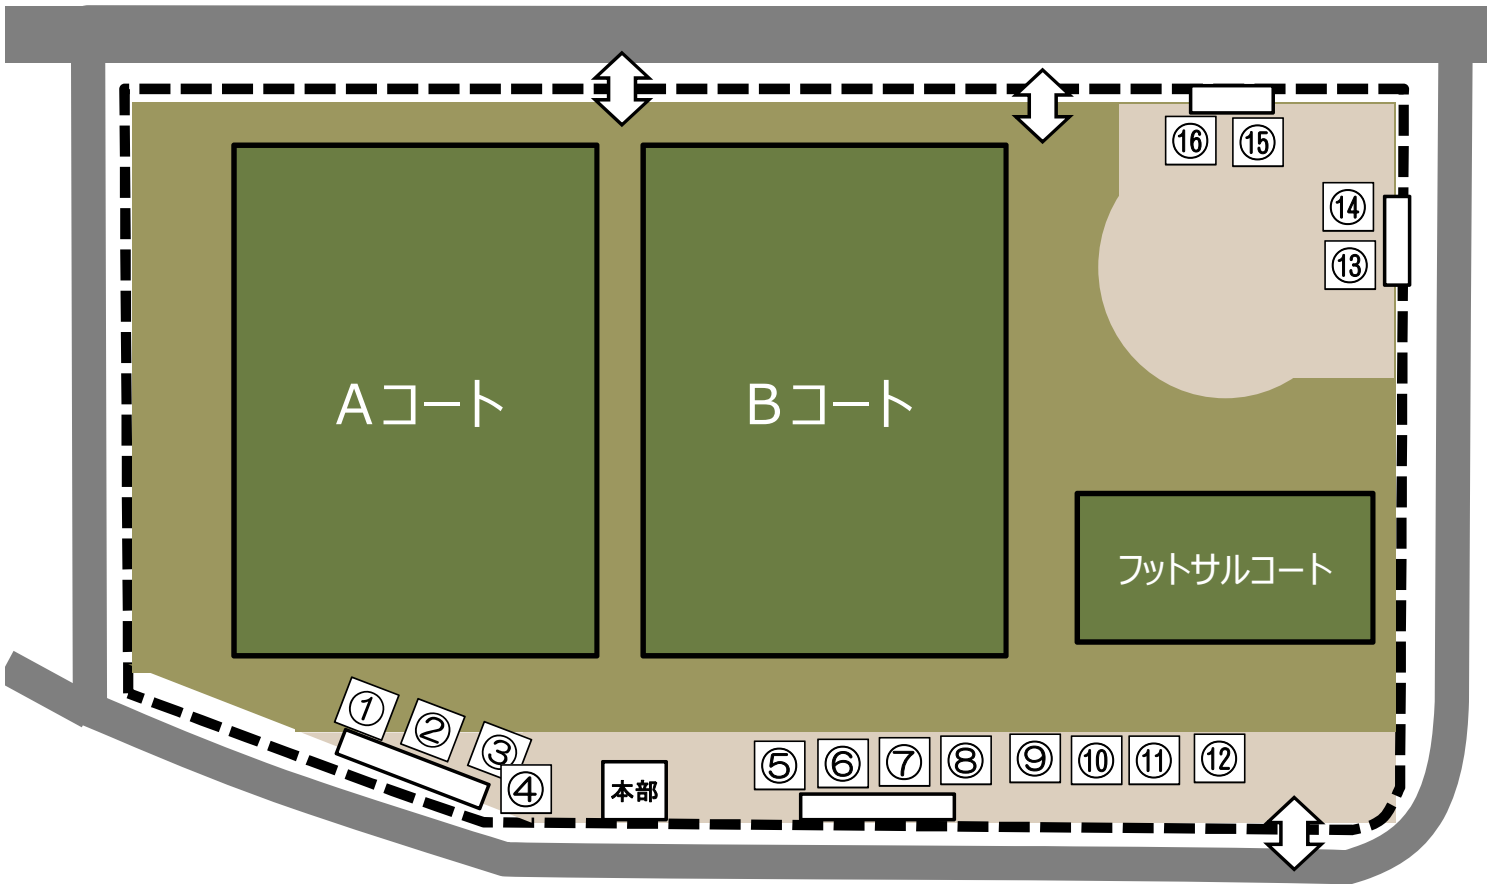 ⑯ ⑮
⑭
⑬
Aコート
Bコート
フットサルコート
① ② ③
④
本部
⑤ ⑥ ⑦ ⑧ ⑨ ⑩ ⑪ ⑫